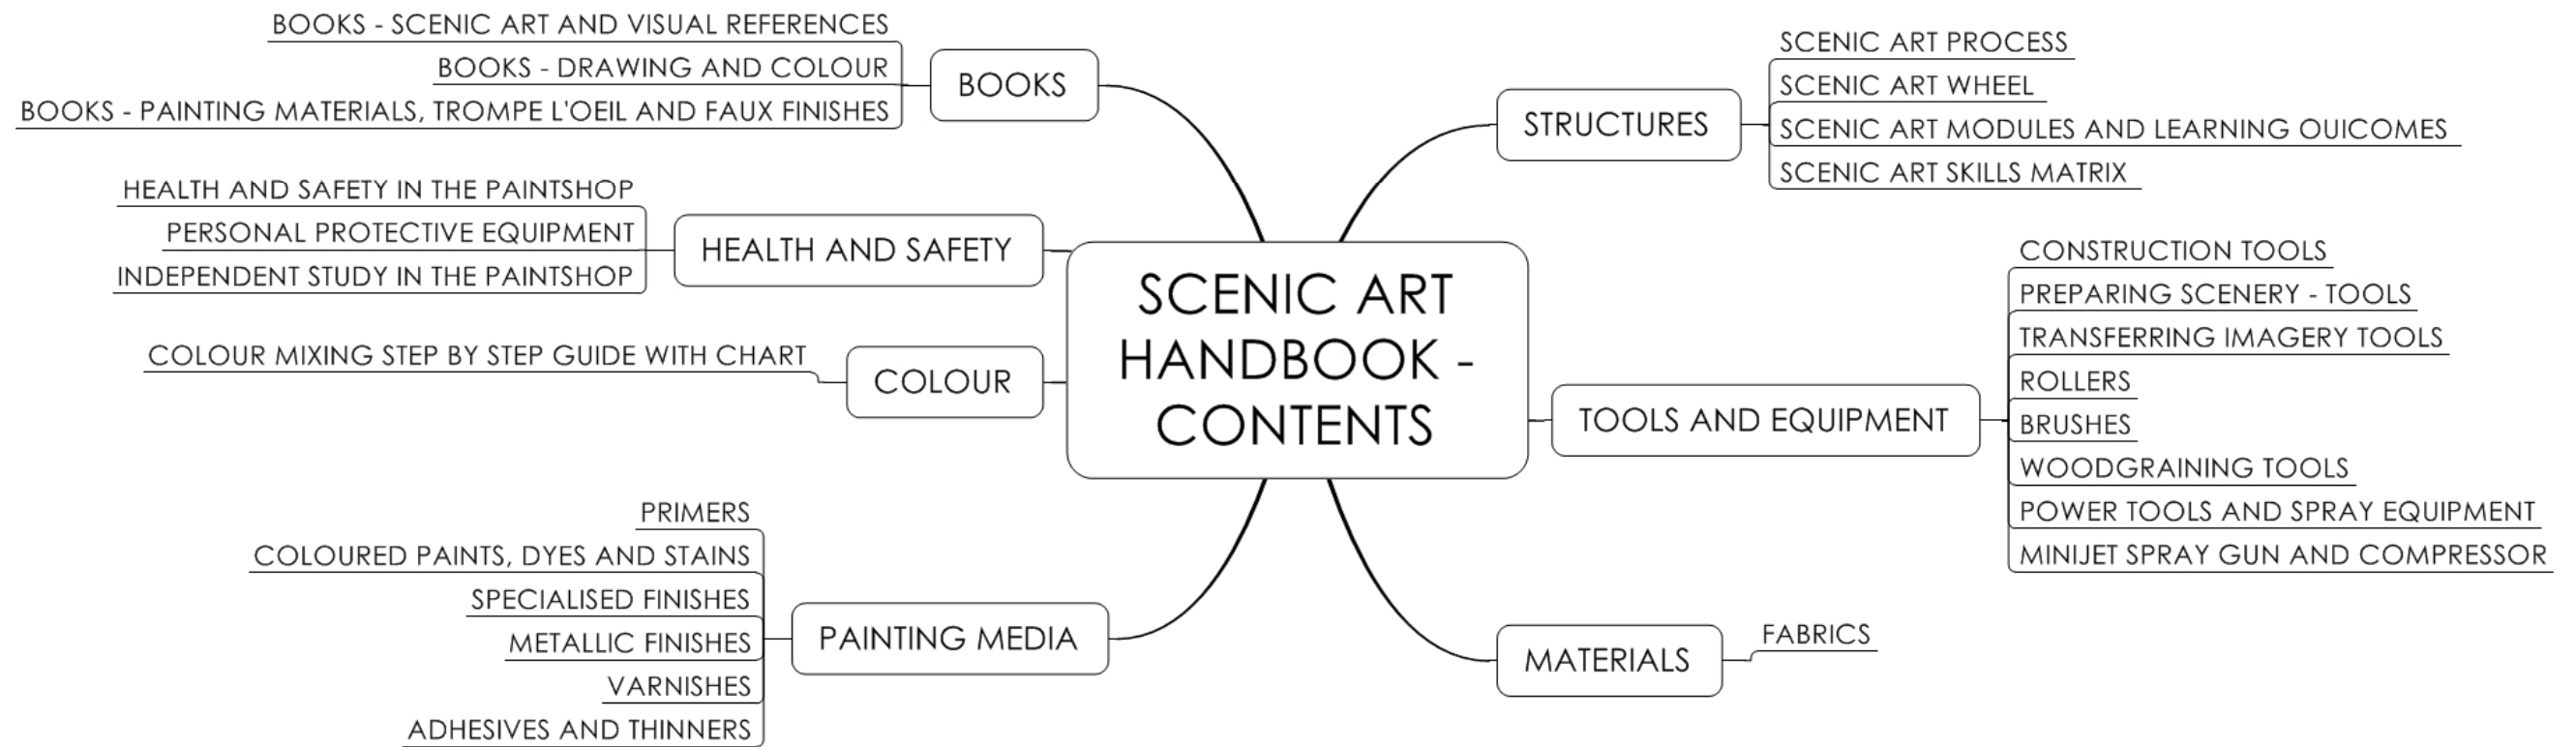 BOOKS - SCENIC ART AND VISUAL REFERENCES
BOOKS - DRAWING AND COLOUR
BOOKS - PAINTING MATERIALS, TROMPE L'OEIL AND FAUX FINISHES
BOOKS
HEALTH AND SAFETY IN THE PAINTSHOP
PERSONAL PROTECTIVE EQUIPMENT
INDEPENDENT STUDY IN THE PAINTSHOP
HEALTH AND SAFETY
COLOUR MIXING STEP BY STEP GUIDE WITH CHART
COLOUR
PRIMERS
COLOURED PAINTS, DYES AND STAINS
SPECIALISED FINISHES
METALLIC FINISHES
VARNISHES
ADHESIVES AND THINNERS
PAINTING MEDIA
SCENIC ART
HANDBOOK -
CONTENTS
STRUCTURES
SCENIC ART PROCESS
SCENIC ART WHEEL
SCENIC ART MODULES AND LEARNING OUICOMES
SCENIC ART SKILLS MATRIX
TOOLS AND EQUIPMENT
CONSTRUCTION TOOLS
PREPARING SCENERY - TOOLS
TRANSFERRING IMAGERY TOOLS
ROLLERS
BRUSHES
WOODGRAINING TOOLS
POWER TOOLS AND SPRAY EQUIPMENT
MINIJET SPRAY GUN AND COMPRESSOR
MATERIALS
FABRICS